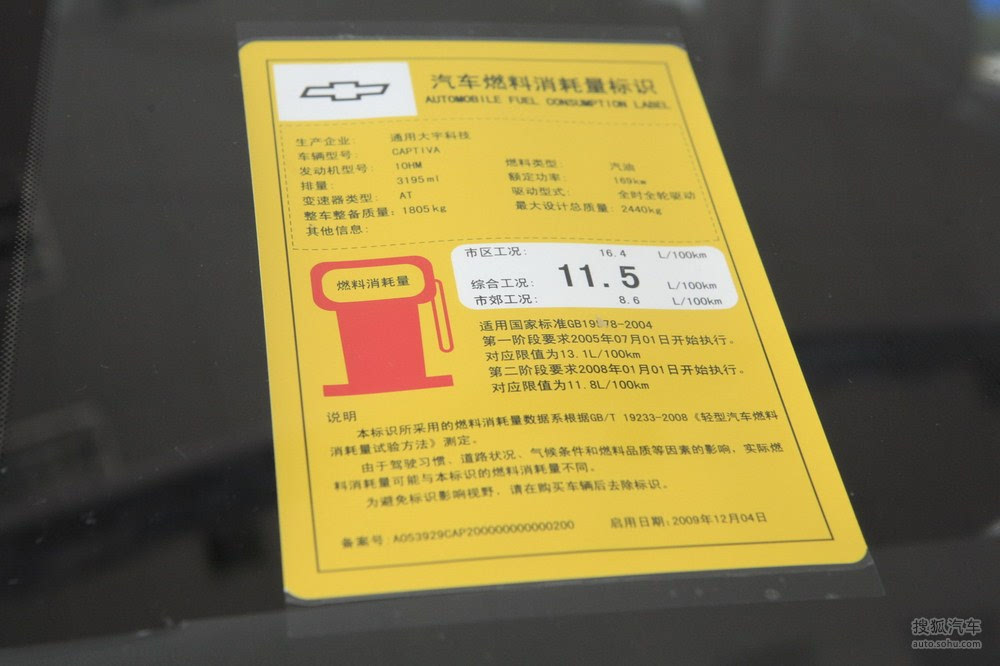 汽车燃料消耗量标识
AUTOMOBILE FUEL CONSUMPTION LABEL
生产企业: 通用大宇科技
车辆型号: CAPTIVA
发动机型号: 10HM 燃料类型: 汽油
排量: 3195ml 额定功率: 169kw
变速器类型: AT 驱动型式: 全时全轮驱动
整车整备质量: 1805kg 最大设计总质量: 2440kg
其他信息:
燃料消耗量
市区工况: 16.4 L/100km
综合工况: 11.5 L/100km
市郊工况: 8.6 L/100km
适用国家标准GB19578-2004
第一阶段要求2005年07月01日开始执行。
对应限值为13.1L/100km
第二阶段要求2008年01月01日开始执行。
对应限值为11.8L/100km
说明
本标识所采用的燃料消耗量数据系根据GB/T 19233-2008《轻型汽车燃料
消耗量试验方法》测定。
由于驾驶习惯、道路状况、气候条件和燃料品质等因素的影响，实际燃
料消耗量可能与本标识的燃料消耗量不同。
为避免标识影响视野，请在购买车辆后去除标识。
备案号: A053929CAP200000000000200 启用日期: 2009年12月04日
搜狐汽车
auto.sohu.com